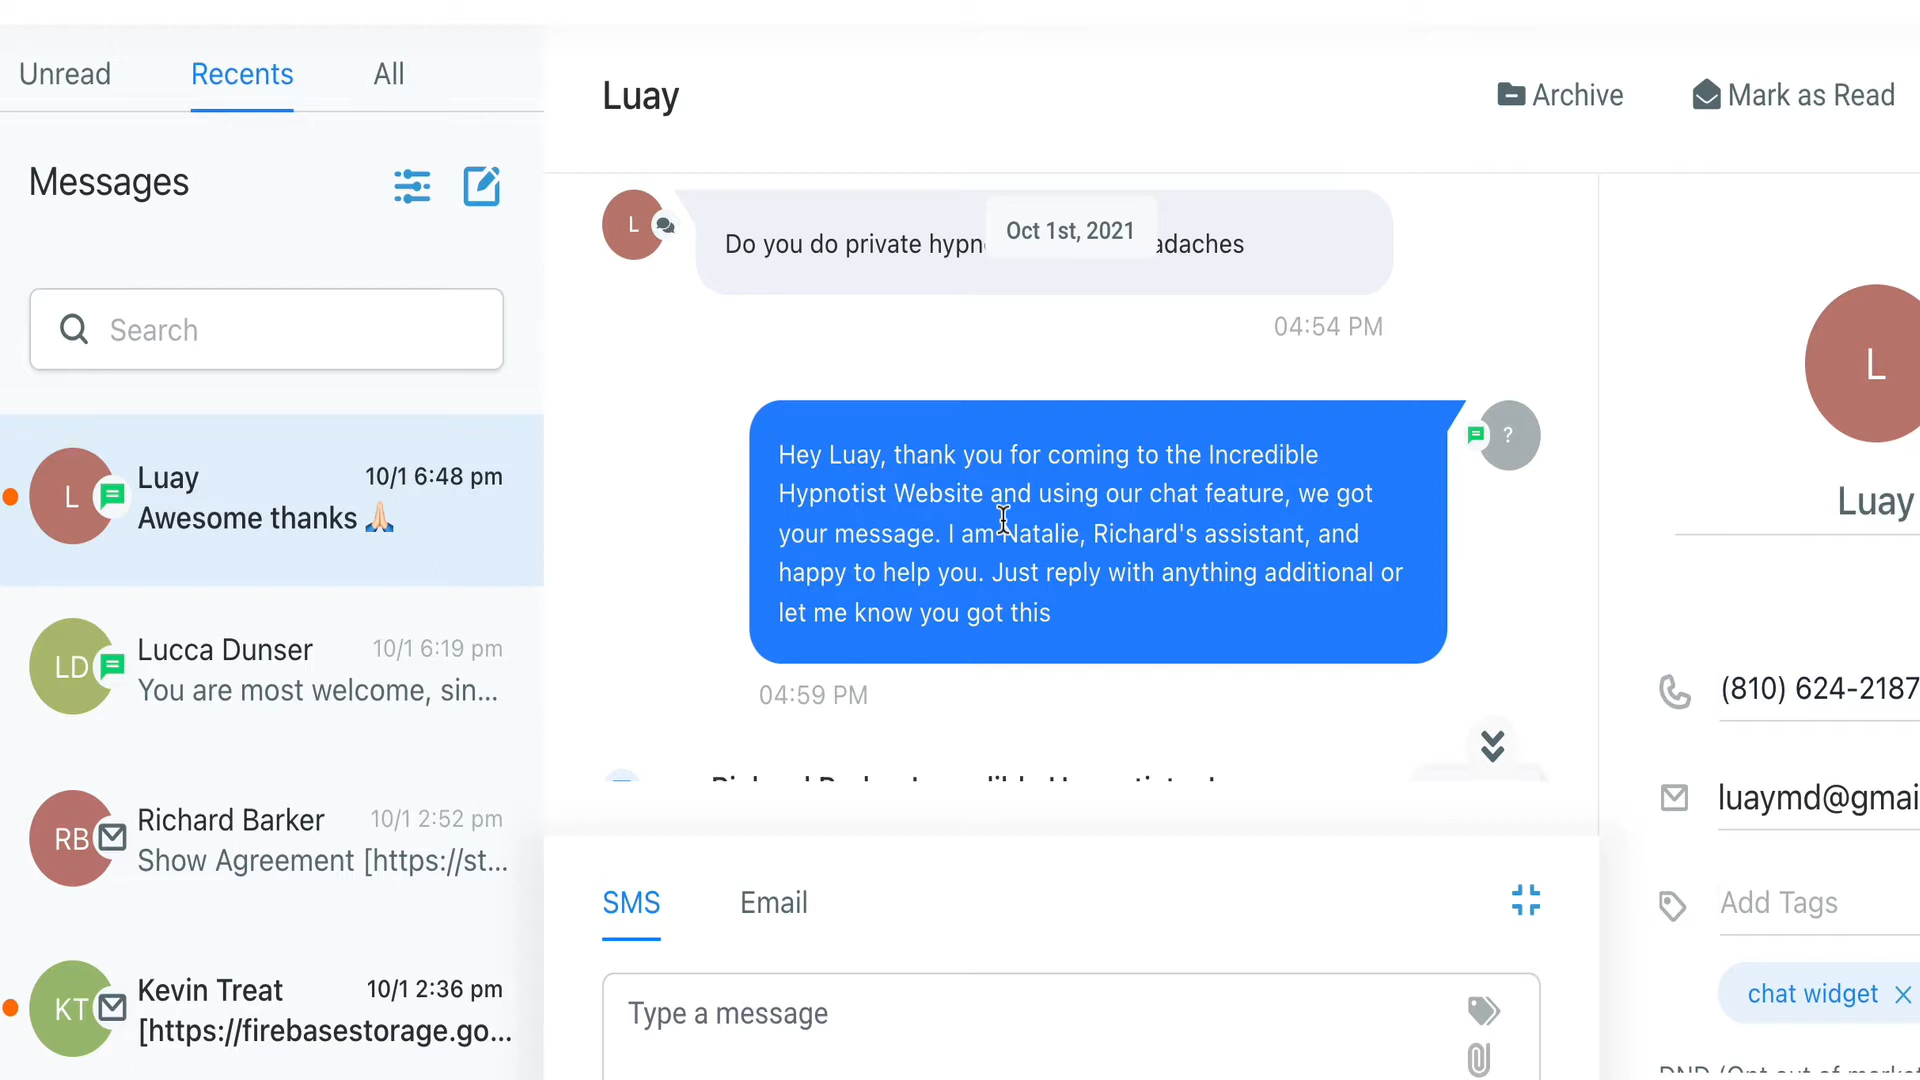 Unread Recents All
Messages
Search
L
Luay 10/1 6:48 pm
Awesome thanks 🙏🏻
LD
Lucca Dunser 10/1 6:19 pm
You are most welcome, sin...
RB
Richard Barker 10/1 2:52 pm
Show Agreement [https://st...
KT
Kevin Treat 10/1 2:36 pm
[https://firebasestorage.go...
Luay
Archive Mark as Read
L
Oct 1st, 2021
Do you do private hypn adaches
04:54 PM
?
Hey Luay, thank you for coming to the Incredible
Hypnotist Website and using our chat feature, we got
your message. I am Natalie, Richard's assistant, and
happy to help you. Just reply with anything additional or
let me know you got this
04:59 PM
SMS Email
Type a message
L
Luay
(810) 624-2187
luaymd@gmai
Add Tags
chat widget ×